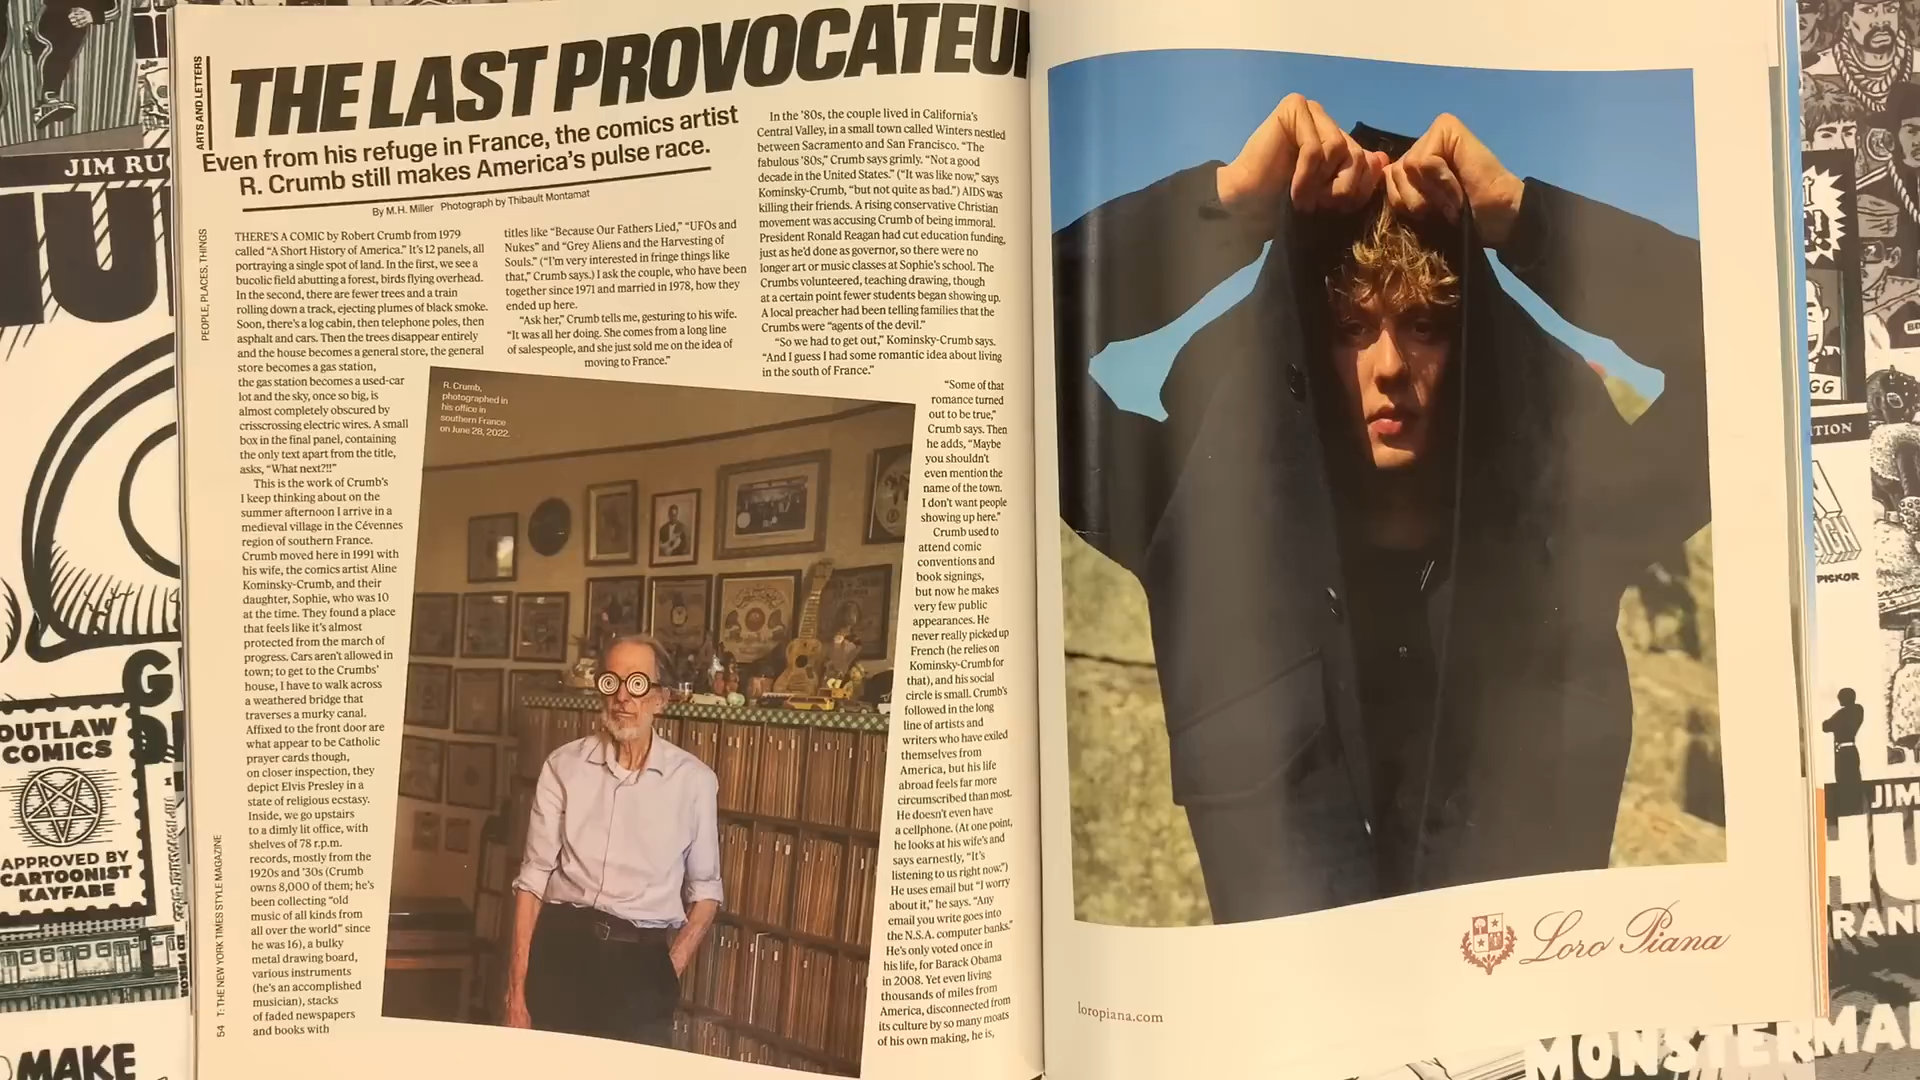 ARTS AND LETTERS
THE LAST PROVOCATEU
Even from his refuge in France, the comics artist
R. Crumb still makes America's pulse race.
By M.H. Miller Photograph by Thibault Montamat
PEOPLE, PLACES, THINGS
THERE'S A COMIC by Robert Crumb from 1979
called "A Short History of America." It's 12 panels, all
portraying a single spot of land. In the first, we see a
bucolic field abutting a forest, birds flying overhead.
In the second, there are fewer trees and a train
rolling down a track, ejecting plumes of black smoke.
Soon, there's a log cabin, then telephone poles, then
asphalt and cars. Then the trees disappear entirely
and the house becomes a general store, the general
store becomes a gas station,
the gas station becomes a used-car
lot and the sky, once so big, is
almost completely obscured by
crisscrossing electric wires. A small
box in the final panel, containing
the only text apart from the title,
asks, "What next?!!"
This is the work of Crumb's
I keep thinking about on the
summer afternoon I arrive in a
medieval village in the Cévennes
region of southern France.
Crumb moved here in 1991 with
his wife, the comics artist Aline
Kominsky-Crumb, and their
daughter, Sophie, who was 10
at the time. They found a place
that feels like it's almost
protected from the march of
progress. Cars aren't allowed in
town; to get to the Crumbs'
house, I have to walk across
a weathered bridge that
traverses a murky canal.
Affixed to the front door are
what appear to be Catholic
prayer cards though,
on closer inspection, they
depict Elvis Presley in a
state of religious ecstasy.
Inside, we go upstairs
to a dimly lit office, with
shelves of 78 r.p.m.
records, mostly from the
1920s and '30s (Crumb
owns 8,000 of them; he's
been collecting "old
music of all kinds from
all over the world" since
he was 16), a bulky
metal drawing board,
various instruments
(he's an accomplished
musician), stacks
of faded newspapers
and books with
titles like "Because Our Fathers Lied," "UFOs and
Nukes" and "Grey Aliens and the Harvesting of
Souls." ("I'm very interested in fringe things like
that," Crumb says.) I ask the couple, who have been
together since 1971 and married in 1978, how they
ended up here.
"Ask her," Crumb tells me, gesturing to his wife.
"It was all her doing. She comes from a long line
of salespeople, and she just sold me on the idea of
moving to France."
R. Crumb,
photographed in
his office in
southern France
on June 28, 2022.
In the '80s, the couple lived in California's
Central Valley, in a small town called Winters nestled
between Sacramento and San Francisco. "The
fabulous '80s," Crumb says grimly. "Not a good
decade in the United States." ("It was like now," says
Kominsky-Crumb, "but not quite as bad.") AIDS was
killing their friends. A rising conservative Christian
movement was accusing Crumb of being immoral.
President Ronald Reagan had cut education funding,
just as he'd done as governor, so there were no
longer art or music classes at Sophie's school. The
Crumbs volunteered, teaching drawing, though
at a certain point fewer students began showing up.
A local preacher had been telling families that the
Crumbs were "agents of the devil."
"So we had to get out," Kominsky-Crumb says.
"And I guess I had some romantic idea about living
in the south of France."
"Some of that
romance turned
out to be true,"
Crumb says. Then
he adds, "Maybe
you shouldn't
even mention the
name of the town.
I don't want people
showing up here."
Crumb used to
attend comic
conventions and
book signings,
but now he makes
very few public
appearances. He
never really picked up
French (he relies on
Kominsky-Crumb for
that), and his social
circle is small. Crumb's
followed in the long
line of artists and
writers who have exiled
themselves from
America, but his life
abroad feels far more
circumscribed than most.
He doesn't even have
a cellphone. (At one point,
he looks at his wife's and
says earnestly, "It's
listening to us right now.")
He uses email but "I worry
about it," he says. "Any
email you write goes into
the N.S.A. computer banks."
He's only voted once in
his life, for Barack Obama
in 2008. Yet even living
thousands of miles from
America, disconnected from
its culture by so many moats
of his own making, he is,
54 T: THE NEW YORK TIMES STYLE MAGAZINE
Loro Piana
loropiana.com
JIM RU
OUTLAW
COMICS
APPROVED BY
CARTOONIST
KAYFABE
ED PISKOR
MAKE
GG
TION
PISKOR
JIM
HU
RAN
MONSTERMA